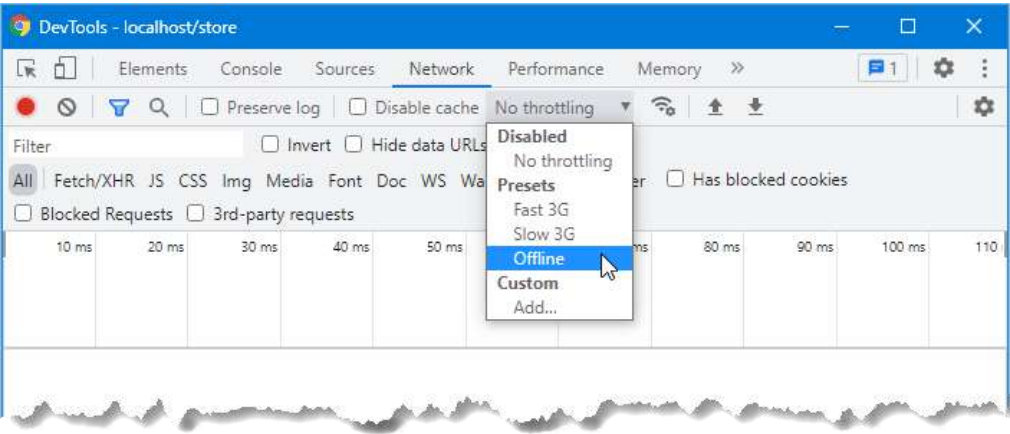 DevTools - localhost/store
Elements Console Sources Network Performance Memory » 1
Preserve log Disable cache No throttling
Filter Invert Hide data URLs
Disabled
No throttling
All Fetch/XHR JS CSS Img Media Font Doc WS Has blocked cookies
Presets
Fast 3G
Blocked Requests 3rd-party requests
Slow 3G
10 ms 20 ms 30 ms 40 ms 50 ms ms 80 ms 90 ms 100 ms 110
Offline
Custom
Add...